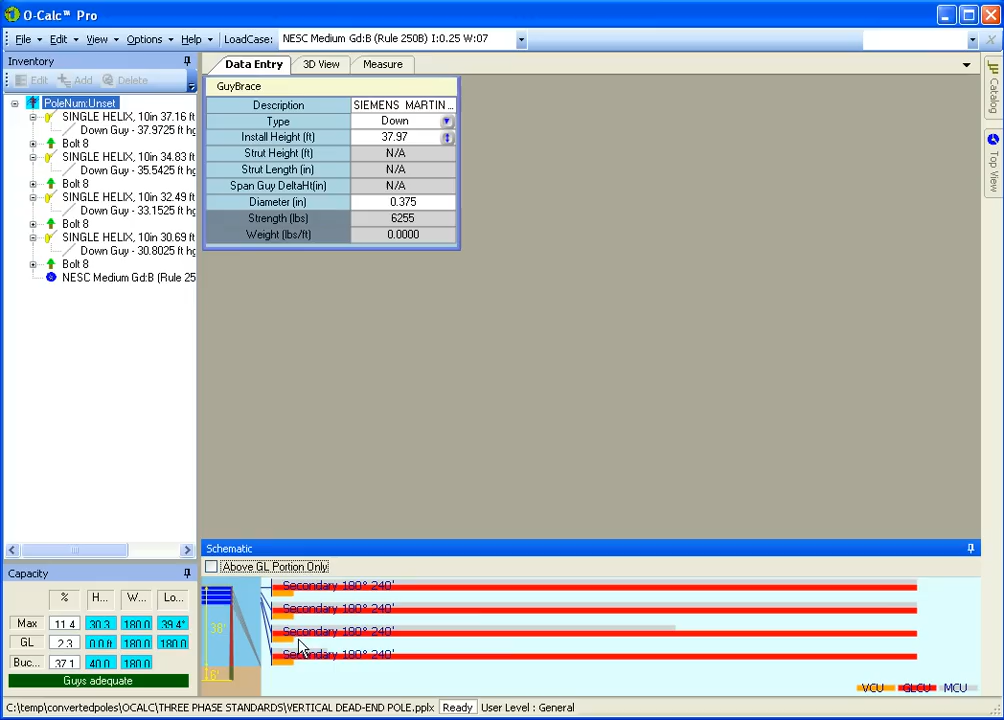 O-Calc™ Pro
File Edit View Options Help LoadCase: NESC Medium Gd:B (Rule 250B) I:0.25 W:07
Inventory
Edit Add Delete
PoleNum:Unset
SINGLE HELIX, 10in 37.16 ft
Down Guy - 37.9725 ft hg
Bolt 8
SINGLE HELIX, 10in 34.83 ft
Down Guy - 35.5425 ft hg
Bolt 8
SINGLE HELIX, 10in 32.49 ft
Down Guy - 33.1525 ft hg
Bolt 8
SINGLE HELIX, 10in 30.69 ft
Down Guy - 30.8025 ft hg
Bolt 8
NESC Medium Gd:B (Rule 25
Data Entry 3D View Measure
GuyBrace
Description SIEMENS MARTIN...
Type Down
Install Height (ft) 37.97
Strut Height (ft) N/A
Strut Length (in) N/A
Span Guy DeltaHt(in) N/A
Diameter (in) 0.375
Strength (lbs) 6255
Weight (lbs/ft) 0.0000
Catalog
Top View
Capacity
% H... W... Lo...
Max 11.4 30.3 180.0 39.4°
GL 2.3 0.0 ft 180.0 180.0
Buc... 37.1 40.0 180.0
Guys adequate
Schematic
Above GL Portion Only
38'
6'
Secondary 180° 240'
Secondary 180° 240'
Secondary 180° 240'
Secondary 180° 240'
VCU GLCU MCU
C:\temp\convertedpoles\OCALC\THREE PHASE STANDARDS\VERTICAL DEAD-END POLE.pplx Ready User Level : General